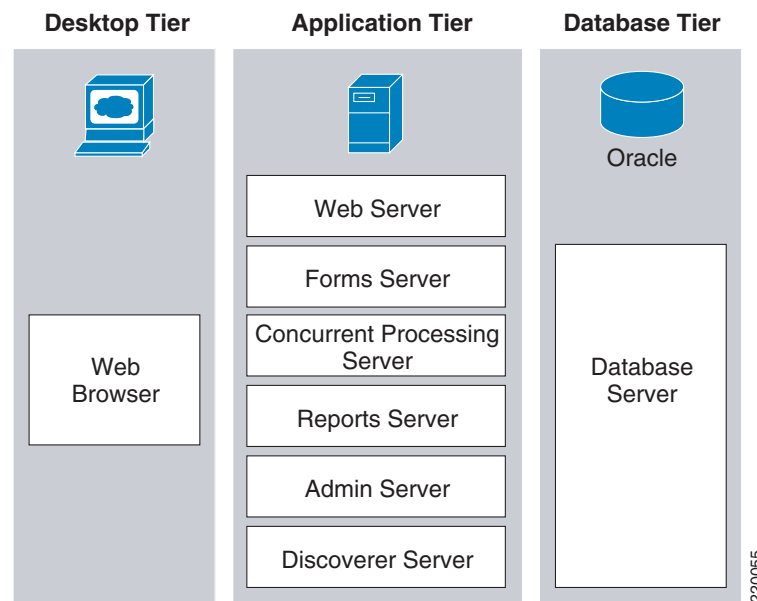 Desktop Tier
Application Tier
Database Tier
Oracle
Web Server
Forms Server
Concurrent Processing
Server
Reports Server
Admin Server
Discoverer Server
Web
Browser
Database
Server